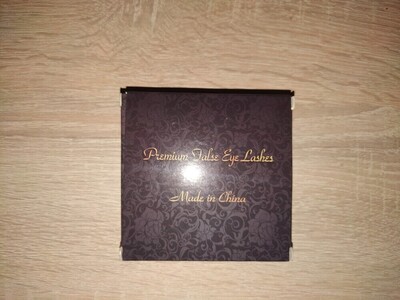 Premium False Eye Lashes
Made in China